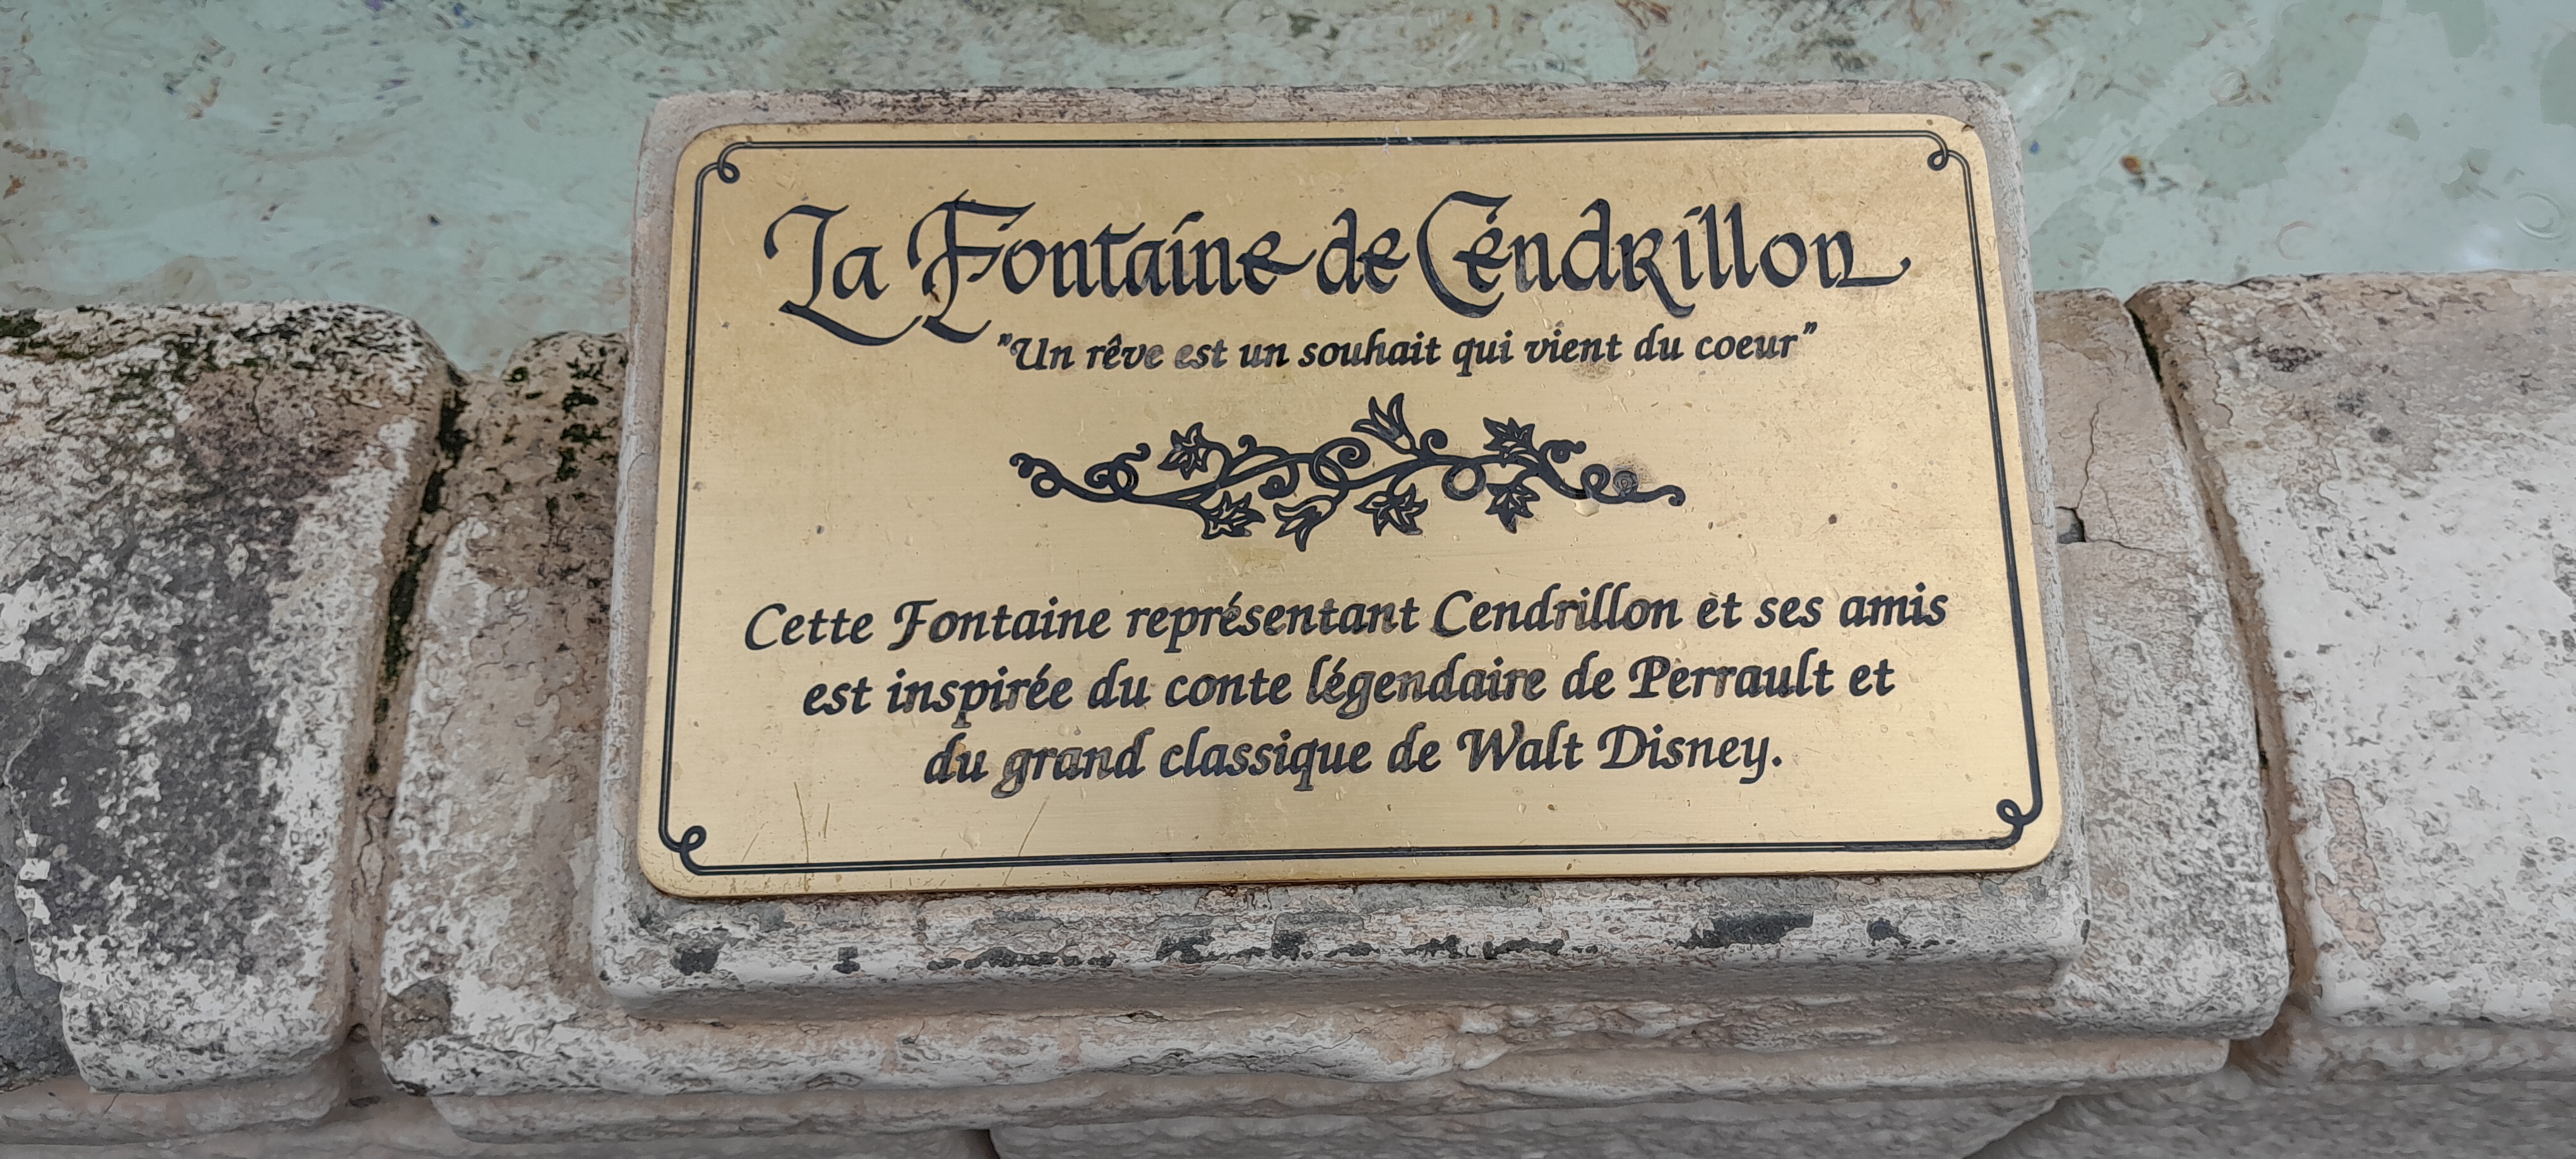 La Fontaine de Cendrillon
"Un rêve est un souhait qui vient du coeur"
Cette Fontaine représentant Cendrillon et ses amis
est inspirée du conte légendaire de Perrault et
du grand classique de Walt Disney.